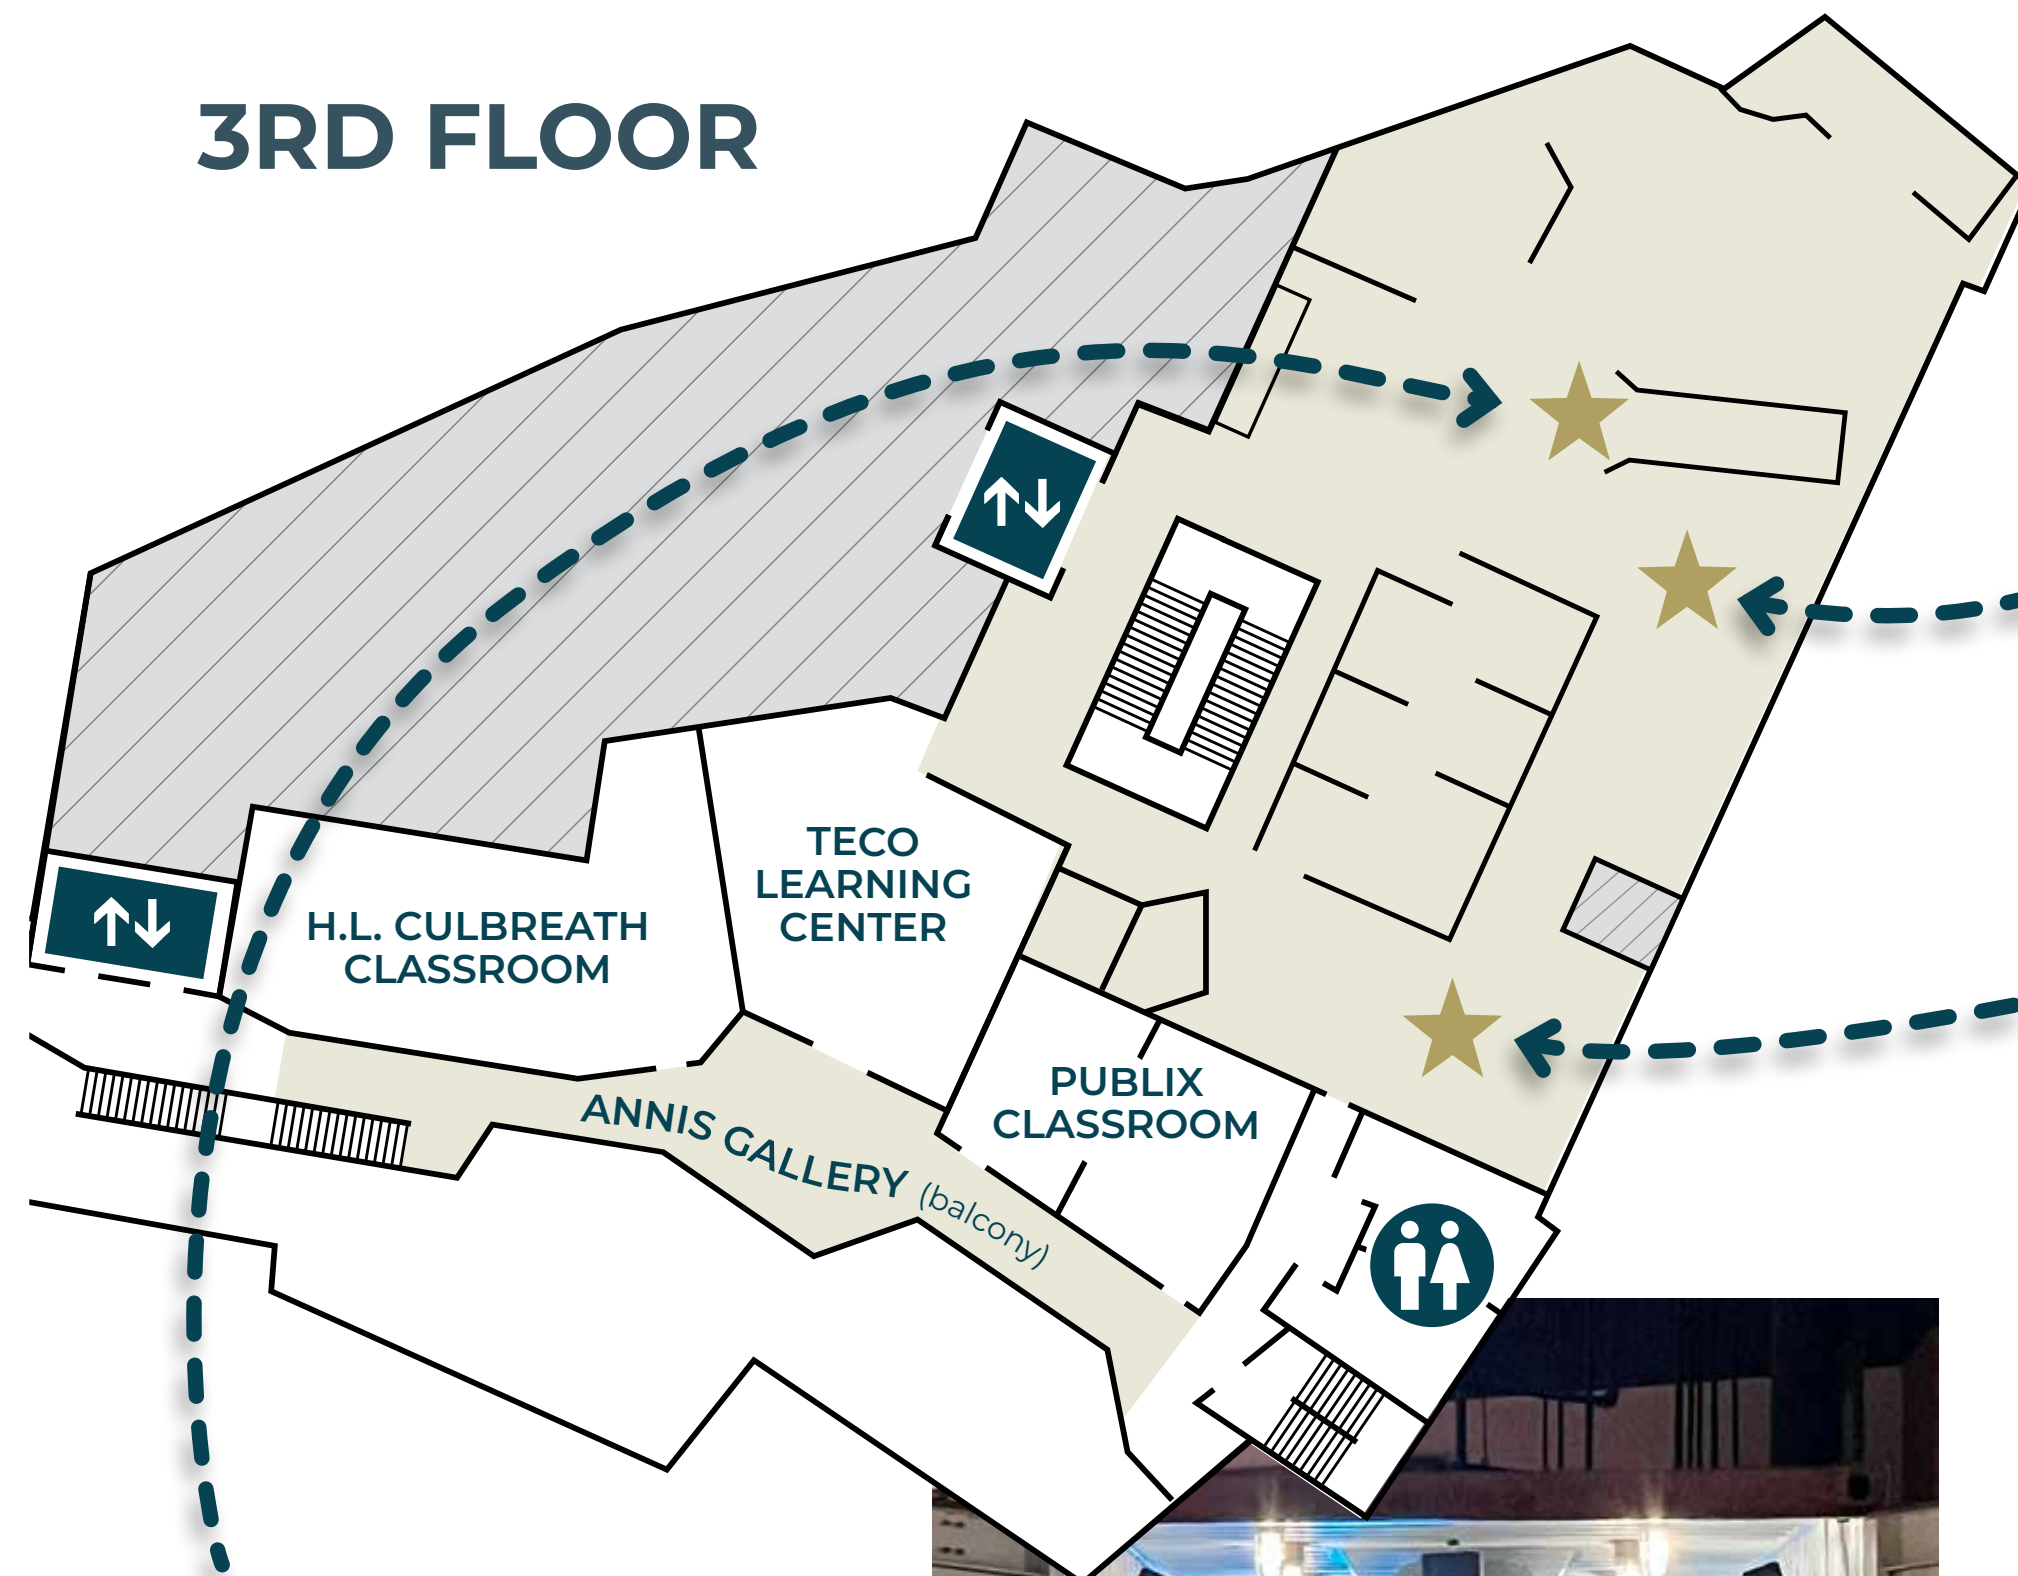 3RD FLOOR
TECO
LEARNING
CENTER
H.L. CULBREATH
CLASSROOM
PUBLIX
CLASSROOM
ANNIS GALLERY (balcony)